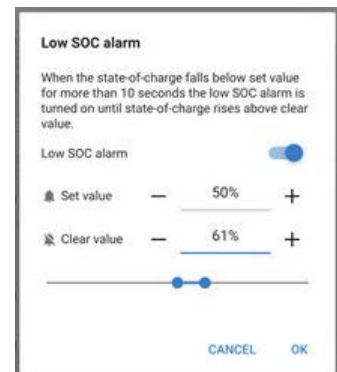 Low SOC alarm
When the state-of-charge falls below set value
for more than 10 seconds the low SOC alarm is
turned on until state-of-charge rises above clear
value.
Low SOC alarm
Set value — 50% +
Clear value — 61% +
CANCEL OK